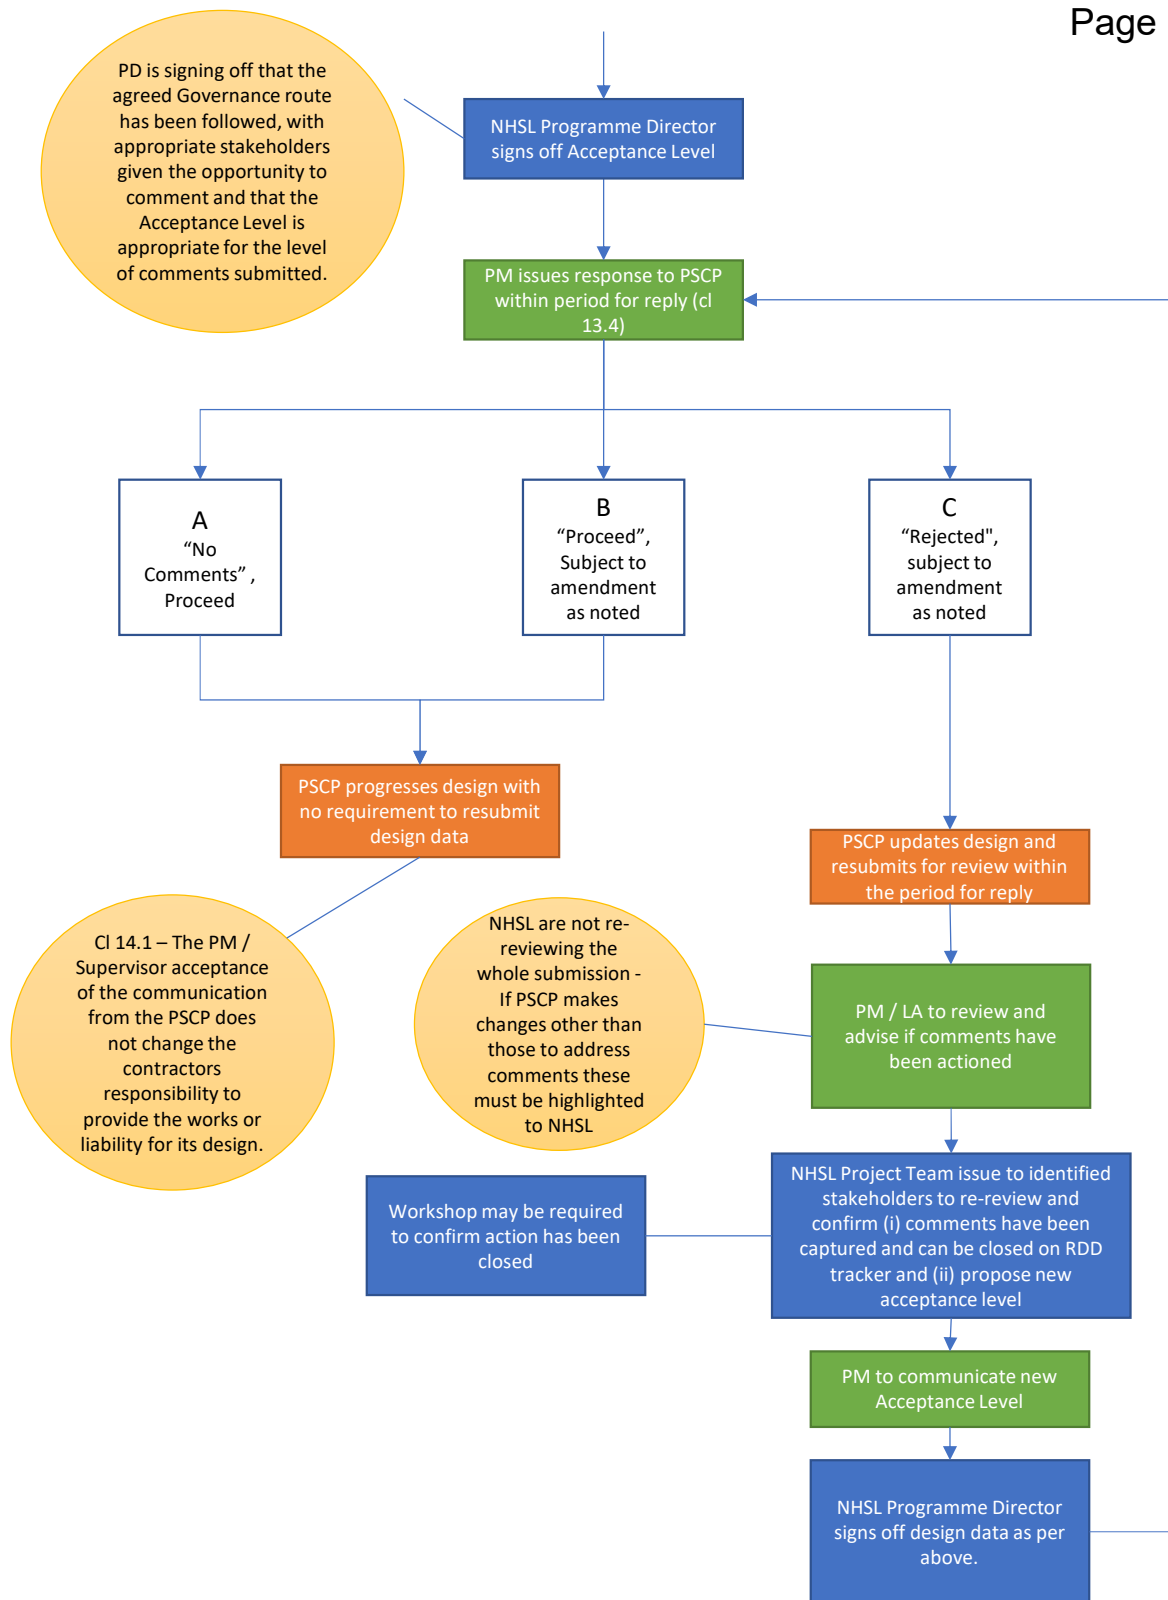 Page
PD is signing off that the
agreed Governance route
has been followed, with
appropriate stakeholders
given the opportunity to
comment and that the
Acceptance Level is
appropriate for the level
of comments submitted.
NHSL Programme Director
signs off Acceptance Level
PM issues response to PSCP
within period for reply (cl
13.4)
A
“No
Comments” ,
Proceed
B
“Proceed”,
Subject to
amendment
as noted
C
“Rejected",
subject to
amendment
as noted
PSCP progresses design with
no requirement to resubmit
design data
PSCP updates design and
resubmits for review within
the period for reply
Cl 14.1 – The PM /
Supervisor acceptance
of the communication
from the PSCP does
not change the
contractors
responsibility to
provide the works or
liability for its design.
NHSL are not re-
reviewing the
whole submission -
If PSCP makes
changes other than
those to address
comments these
must be highlighted
to NHSL
PM / LA to review and
advise if comments have
been actioned
Workshop may be required
to confirm action has been
closed
NHSL Project Team issue to identified
stakeholders to re-review and
confirm (i) comments have been
captured and can be closed on RDD
tracker and (ii) propose new
acceptance level
PM to communicate new
Acceptance Level
NHSL Programme Director
signs off design data as per
above.